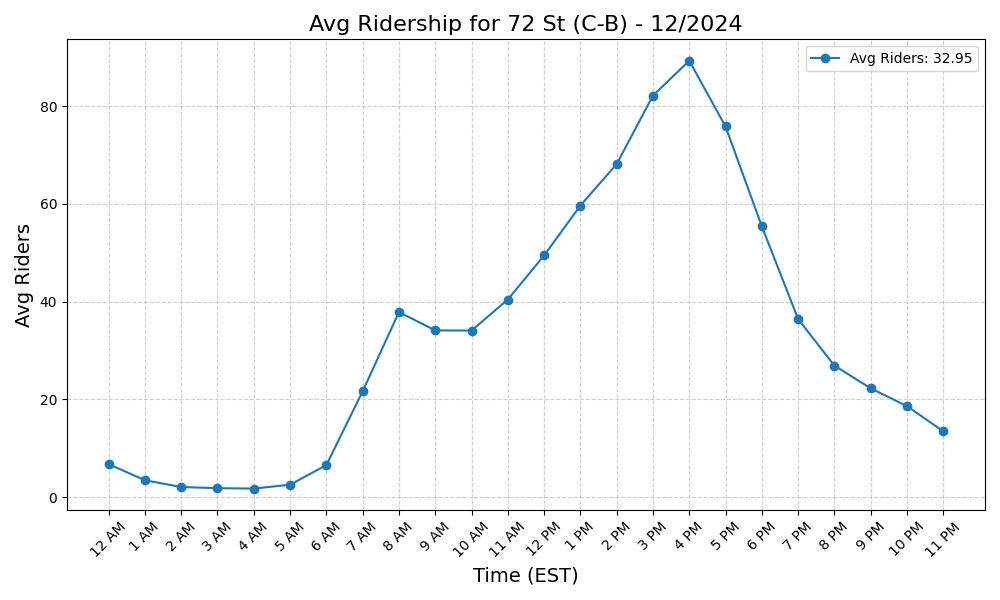 Avg Ridership for 72 St (C-B) - 12/2024
Avg Riders: 32.95
Avg Riders
80
60
40
20
0
12 AM
1 AM
2 AM
3 AM
4 AM
5 AM
6 AM
7 AM
8 AM
9 AM
10 AM
11 AM
12 PM
1 PM
2 PM
3 PM
4 PM
5 PM
6 PM
7 PM
8 PM
9 PM
10 PM
11 PM
Time (EST)